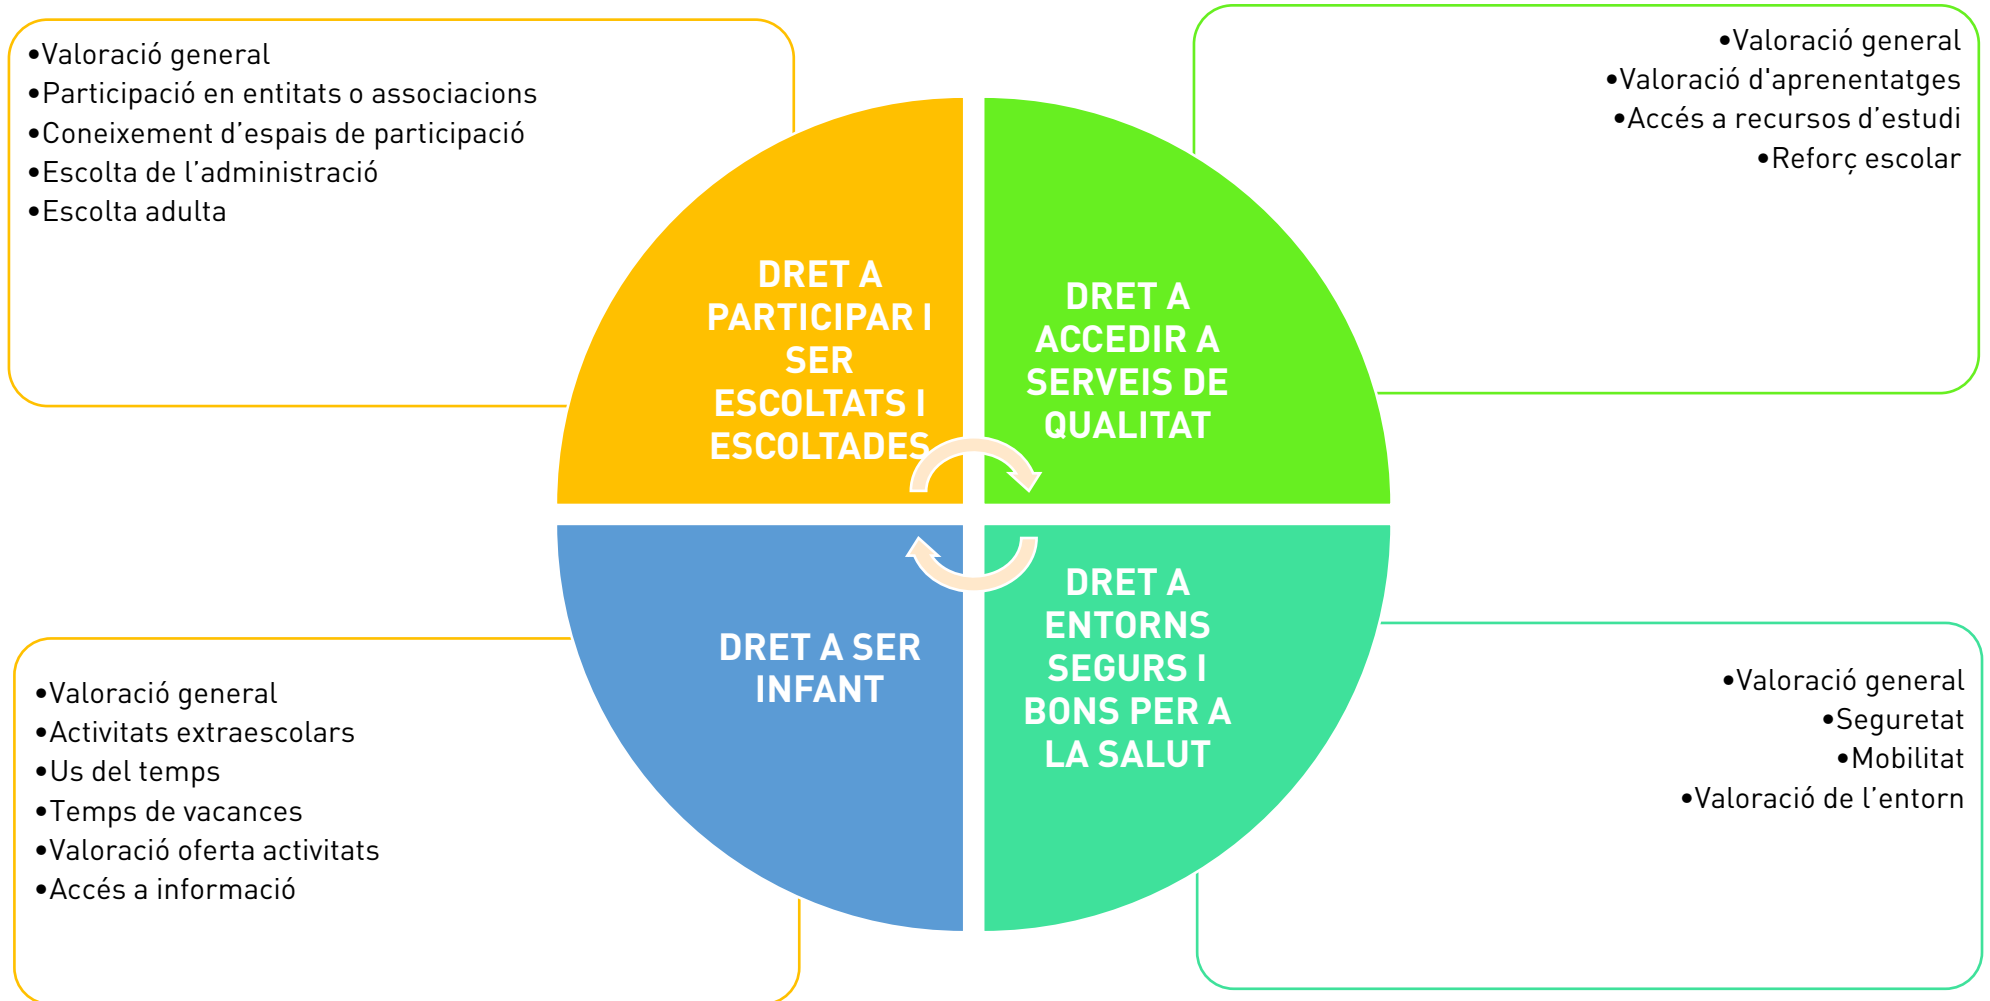 •Valoració general
•Participació en entitats o associacions
•Coneixement d’espais de participació
•Escolta de l’administració
•Escolta adulta
•Valoració general
•Valoració d'aprenentatges
•Accés a recursos d’estudi
•Reforç escolar
DRET A
PARTICIPAR I
SER
ESCOLTATS I
ESCOLTADES
DRET A
ACCEDIR A
SERVEIS DE
QUALITAT
DRET A SER
INFANT
DRET A
ENTORNS
SEGURS I
BONS PER A
LA SALUT
•Valoració general
•Activitats extraescolars
•Us del temps
•Temps de vacances
•Valoració oferta activitats
•Accés a informació
•Valoració general
•Seguretat
•Mobilitat
•Valoració de l’entorn